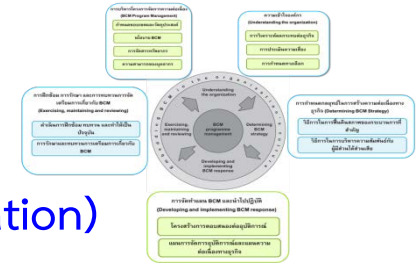 การบริหารโครงการจัดการความต่อเนื่อง
(BCM Program Management)
กำหนดขอบเขตและวัตถุประสงค์
นโยบาย BCM
การจัดสรรทรัพยากร
ความสามารถของบุคลากร
ความเข้าใจองค์กร
(Understanding the organization)
การวิเคราะห์ผลกระทบต่อธุรกิจ
การประเมินความเสี่ยง
การกำหนดทางเลือก
การฝึกซ้อม การรักษา และการทบทวนการจัด
เตรียมการเกี่ยวกับ BCM
(Exercising, maintaining and reviewing)
ดำเนินการฝึกซ้อม ทบทวน และทำให้เป็น
ปัจจุบัน
การรักษาและทบทวนการเตรียมการเกี่ยวกับ
BCM
Understanding
the organization
Exercising,
maintaining
and reviewing
BCM
programme
management
Determining
BCM
strategy
Developing and
implementing
BCM response
การกำหนดกลยุทธ์ในการสร้างความต่อเนื่องทาง
ธุรกิจ (Determining BCM Strategy)
วิธีการในการฟื้นคืนสภาพของกระบวนการที่
สำคัญ
วิธีการในการบริหารความสัมพันธ์กับ
ผู้มีส่วนได้ส่วนเสีย
การจัดทำแผน BCM และนำไปปฏิบัติ
(Developing and implementing BCM response)
โครงสร้างการตอบสนองต่ออุบัติการณ์
แผนการจัดการอุบัติการณ์และแผนความ
ต่อเนื่องทางธุรกิจ
tion)